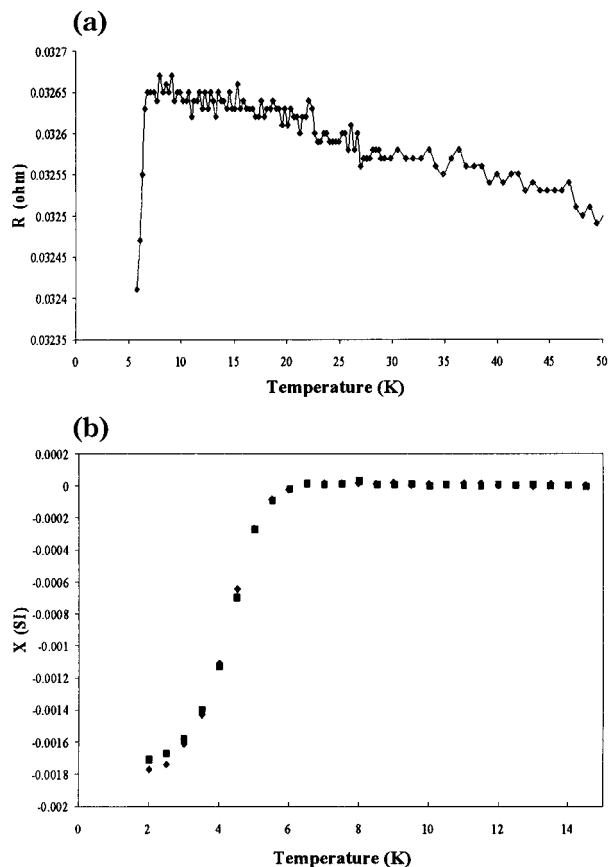 (a)
R (ohm)
0.0327
0.03265
0.0326
0.03255
0.0325
0.03245
0.0324
0.03235
0 5 10 15 20 25 30 35 40 45 50
Temperature (K)
(b)
X (SI)
0.0002
0
-0.0002
-0.0004
-0.0006
-0.0008
-0.001
-0.0012
-0.0014
-0.0016
-0.0018
-0.002
0 2 4 6 8 10 12 14
Temperature (K)